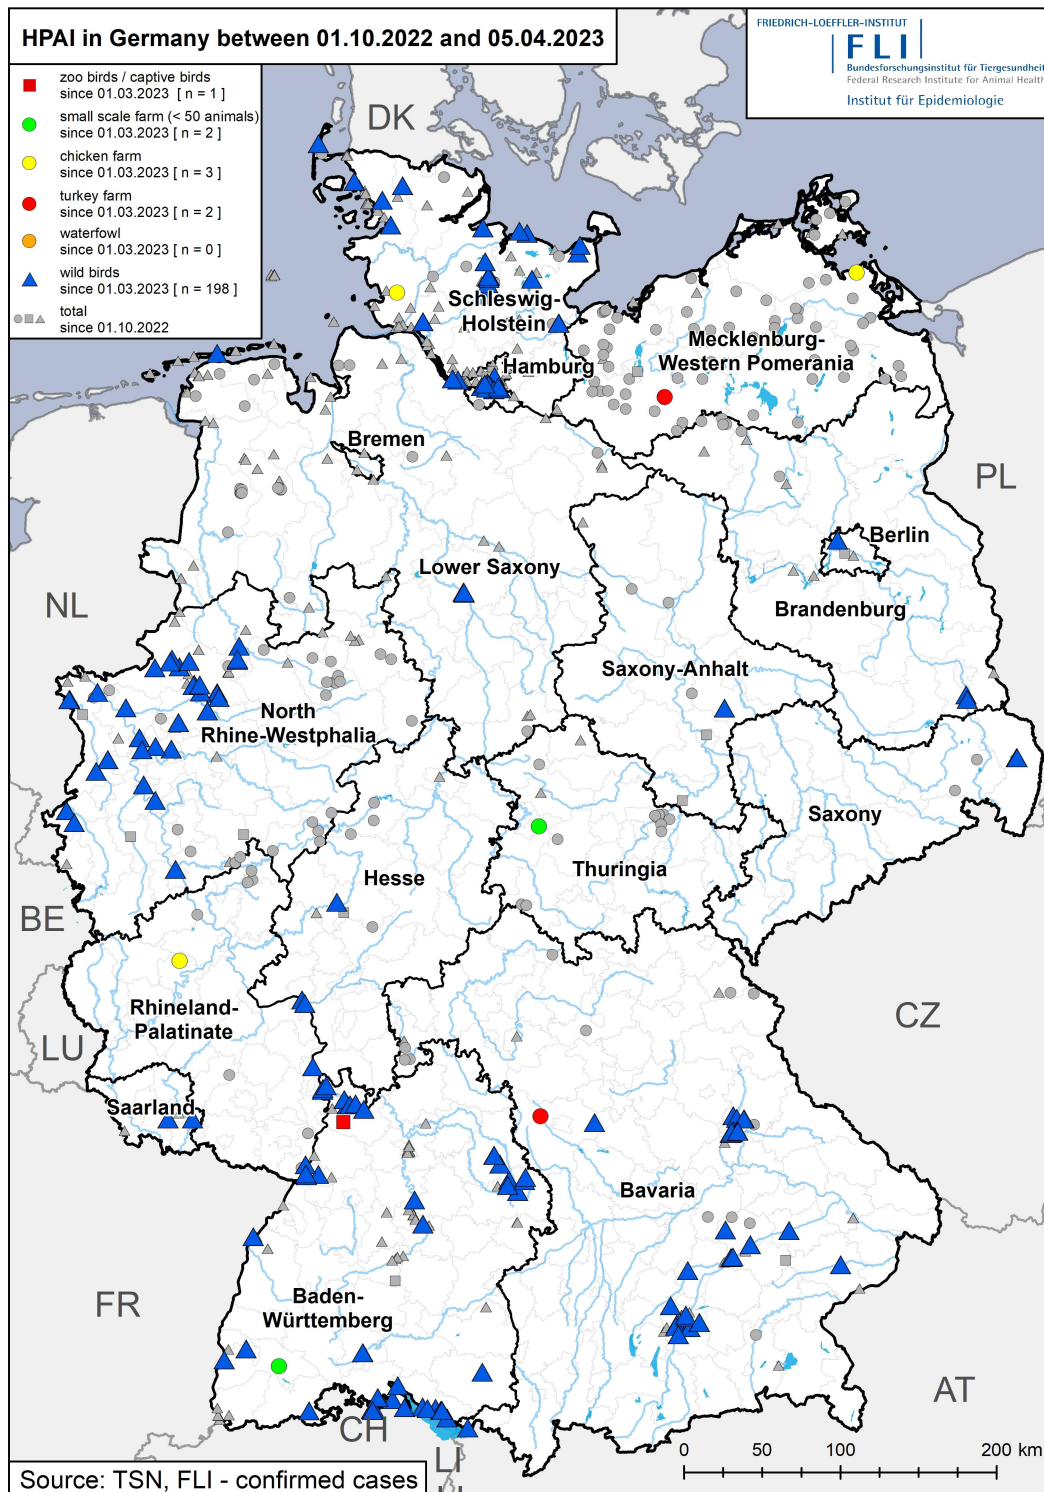 HPAI in Germany between 01.10.2022 and 05.04.2023
FRIEDRICH-LOEFFLER-INSTITUT
FLI
Bundesforschungsinstitut für Tiergesundheit
Federal Research Institute for Animal Health
Institut für Epidemiologie
zoo birds / captive birds
since 01.03.2023 [ n = 1 ]
small scale farm (< 50 animals)
since 01.03.2023 [ n = 2 ]
chicken farm
since 01.03.2023 [ n = 3 ]
turkey farm
since 01.03.2023 [ n = 2 ]
waterfowl
since 01.03.2023 [ n = 0 ]
wild birds
since 01.03.2023 [ n = 198 ]
total
since 01.10.2022
DK
Schleswig-
Holstein
Mecklenburg-
Western Pomerania
Hamburg
Bremen
PL
Berlin
Lower Saxony
NL
Brandenburg
Saxony-Anhalt
North
Rhine-Westphalia
Saxony
Thuringia
Hesse
BE
Rhineland-
Palatinate
CZ
LU
Saarland
Bavaria
FR
Baden-
Württemberg
AT
CH
LI
0 50 100 200 km
Source: TSN, FLI - confirmed cases